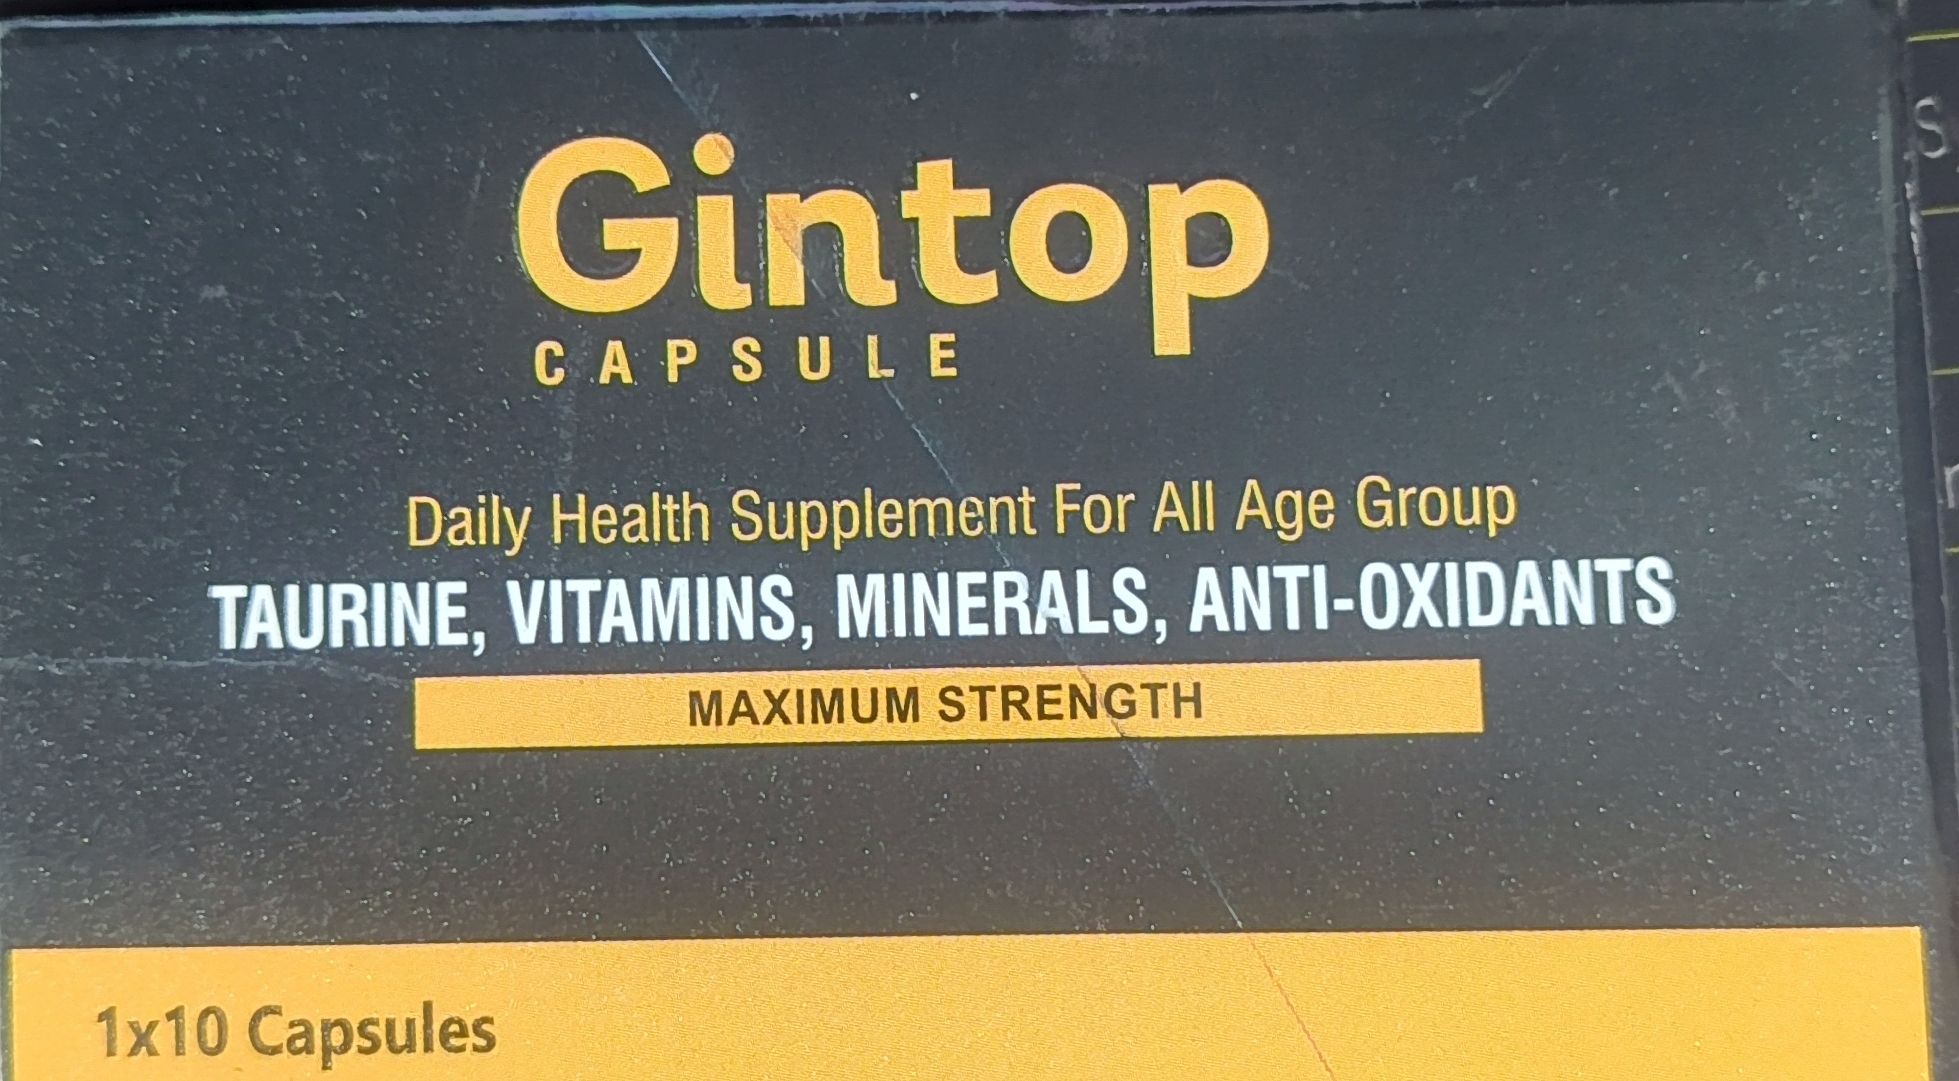 Gintop
CAPSULE
Daily Health Supplement For All Age Group
TAURINE, VITAMINS, MINERALS, ANTI-OXIDANTS
MAXIMUM STRENGTH
1x10 Capsules